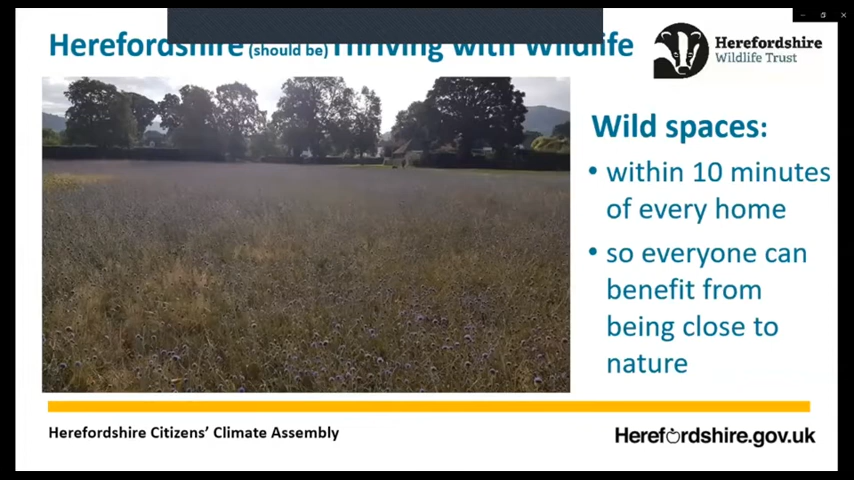 Herefordshire (should be) Thriving with Wildlife
Herefordshire
Wildlife Trust
Wild spaces:
• within 10 minutes
of every home
• so everyone can
benefit from
being close to
nature
Herefordshire Citizens’ Climate Assembly
Herefordshire.gov.uk